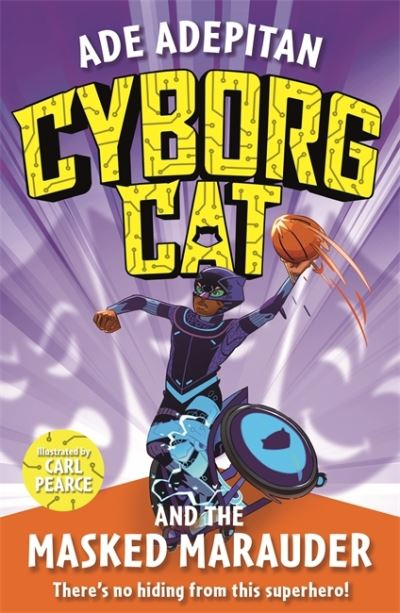 ADE ADEPITAN
CYBORG
CAT
Illustrated by
CARL
PEARCE
AND THE
MASKED MARAUDER
There's no hiding from this superhero!